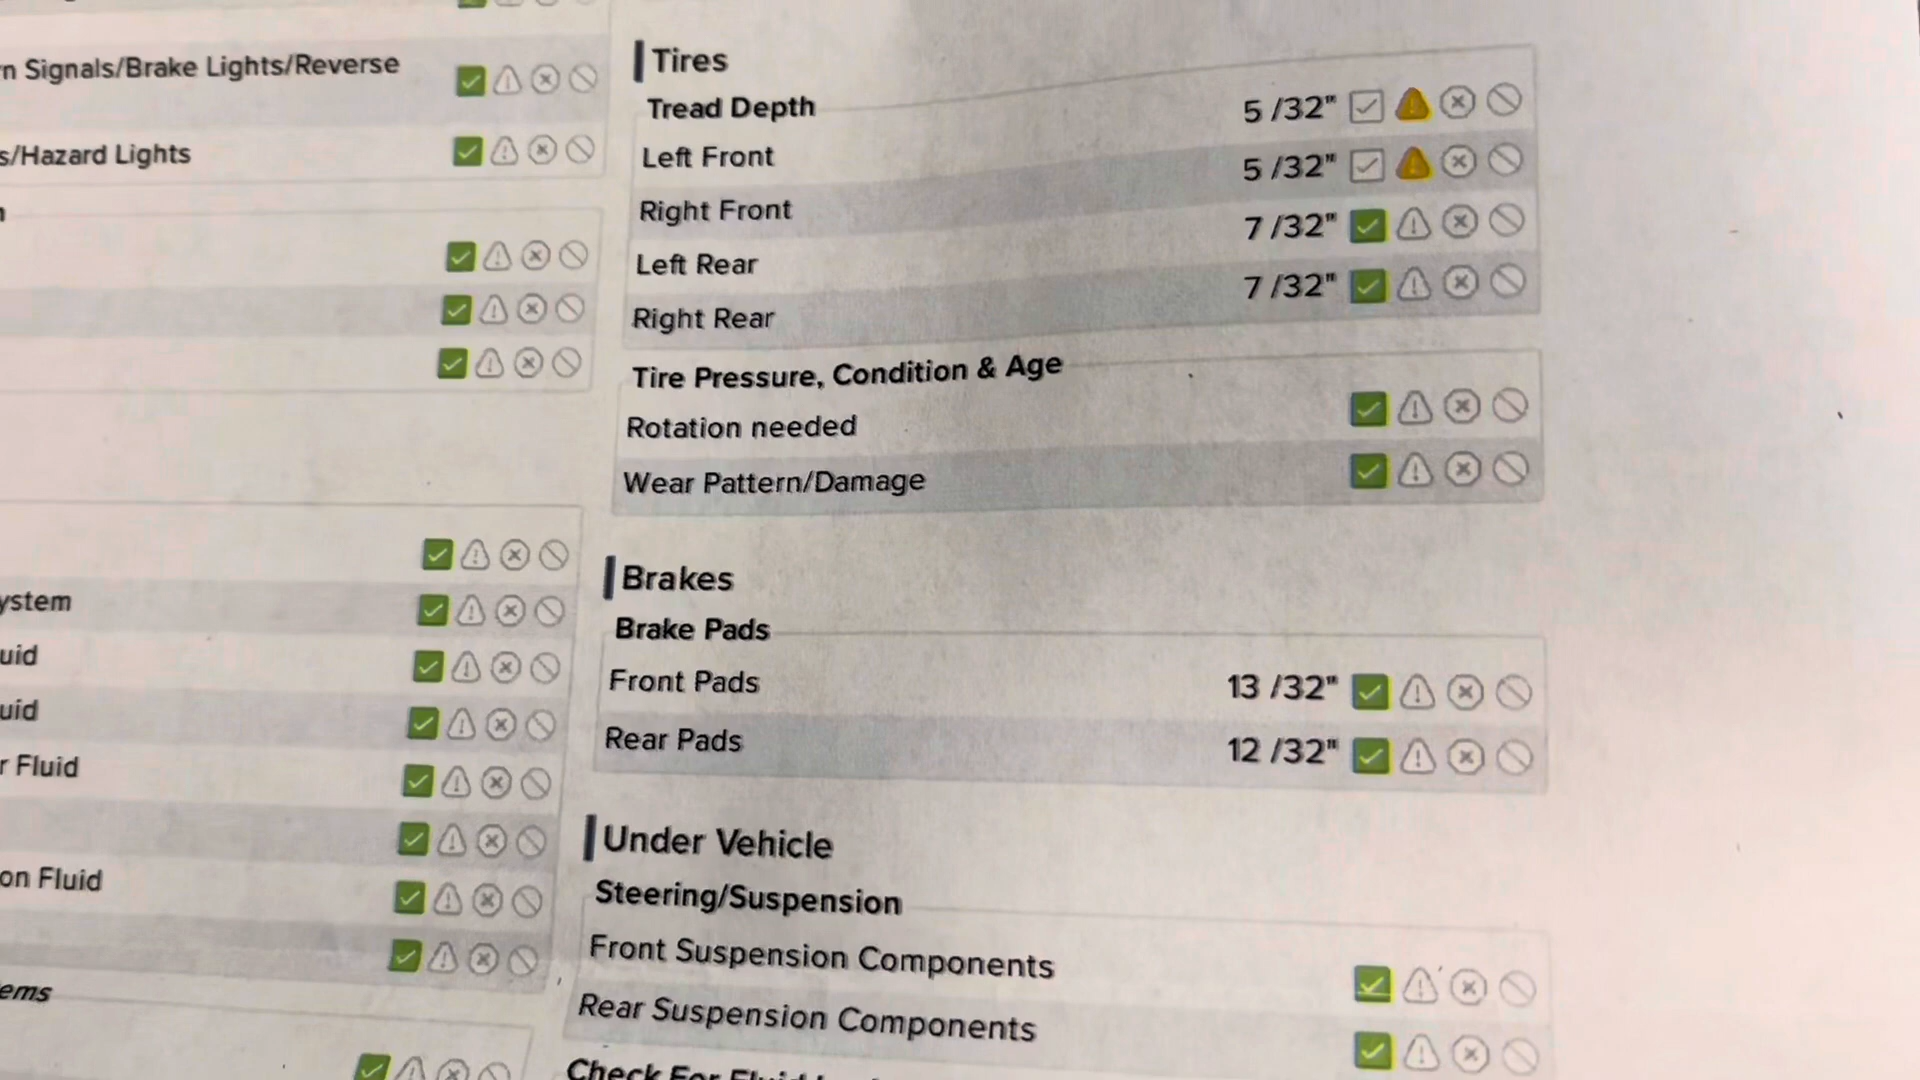 n Signals/Brake Lights/Reverse
s/Hazard Lights
ystem
uid
uid
r Fluid
on Fluid
ems
Tires
Tread Depth
Left Front 5 /32"
Right Front 5 /32"
Left Rear 7 /32"
Right Rear 7 /32"
Tire Pressure, Condition & Age
Rotation needed
Wear Pattern/Damage
Brakes
Brake Pads
Front Pads 13 /32"
Rear Pads 12 /32"
Under Vehicle
Steering/Suspension
Front Suspension Components
Rear Suspension Components
Check For Fluid